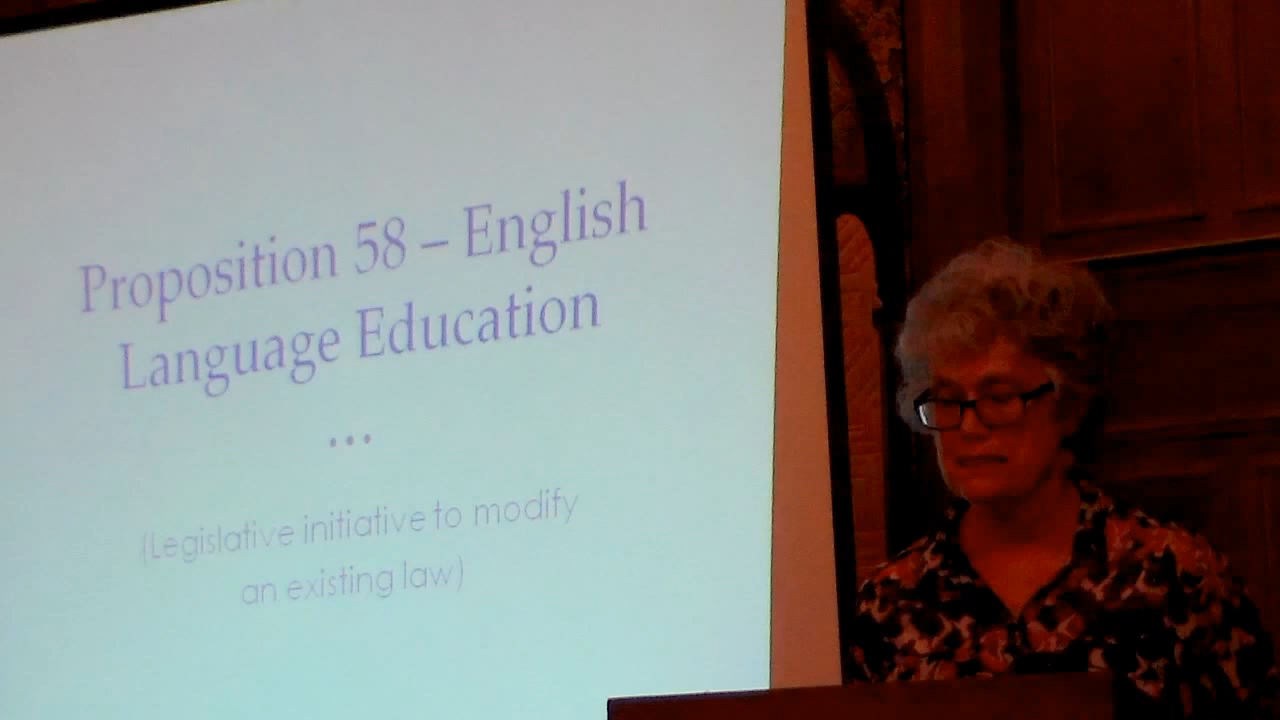 Proposition 58 – English
Language Education
•••
(Legislative initiative to modify
an existing law)